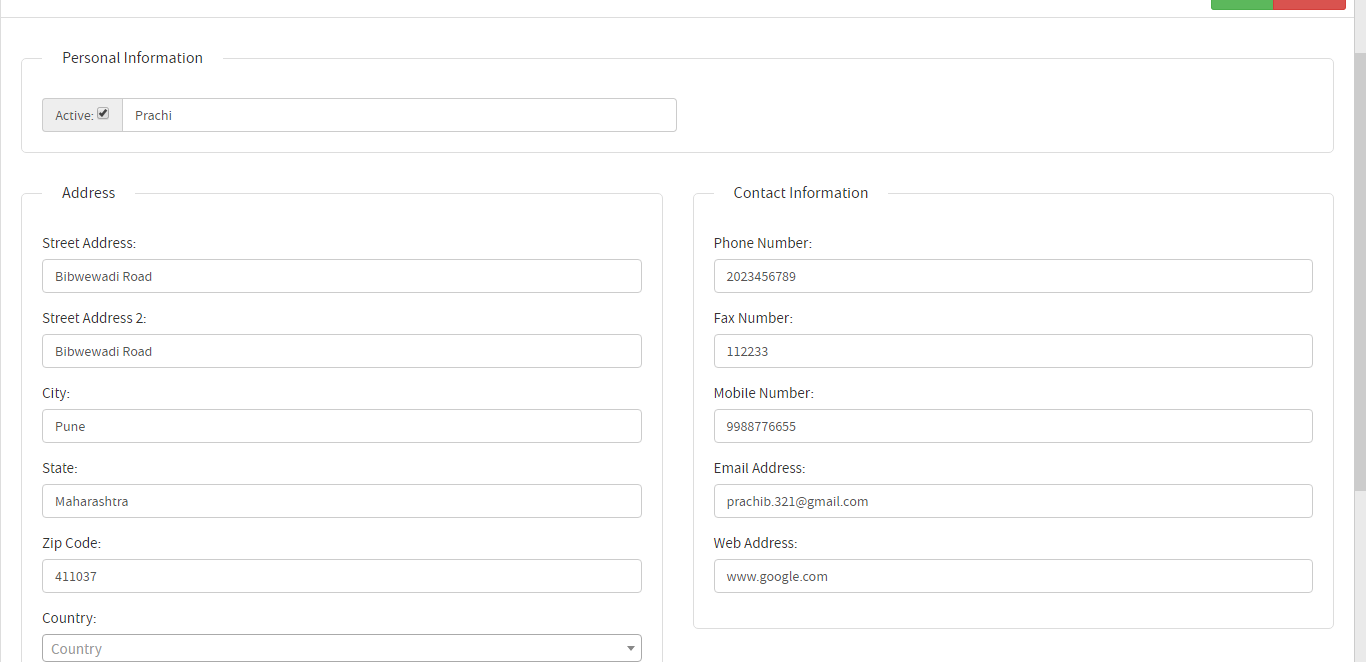 Personal Information
Active: Prachi
Address
Street Address:
Bibwewadi Road
Street Address 2:
Bibwewadi Road
City:
Pune
State:
Maharashtra
Zip Code:
411037
Country:
Country
Contact Information
Phone Number:
2023456789
Fax Number:
112233
Mobile Number:
9988776655
Email Address:
prachib.321@gmail.com
Web Address:
www.google.com